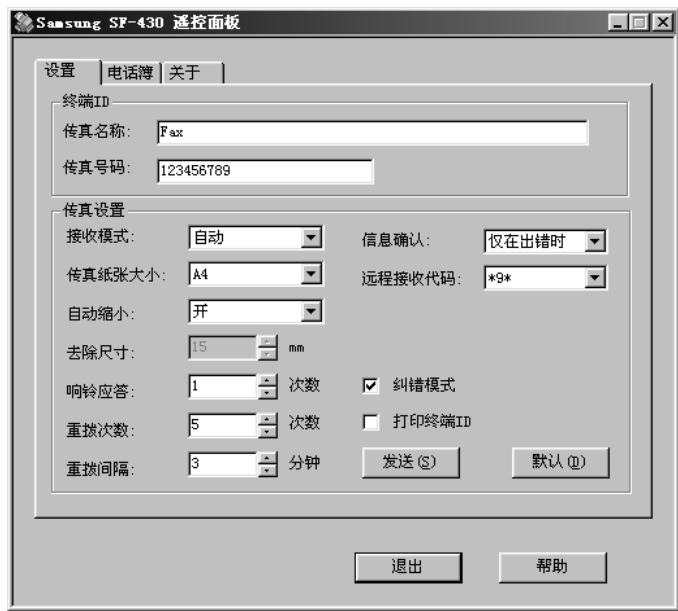 Samsung SF-430 遥控面板
设置 电话簿 关于
终端ID
传真名称: Fax
传真号码: 123456789
传真设置
接收模式: 自动 信息确认: 仅在出错时
传真纸张大小: A4 远程接收代码: *9*
自动缩小: 开
去除尺寸: 15 mm
响铃应答: 1 次数 纠错模式
重拨次数: 5 次数 打印终端ID
重拨间隔: 3 分钟 发送(S) 默认(D)
退出 帮助